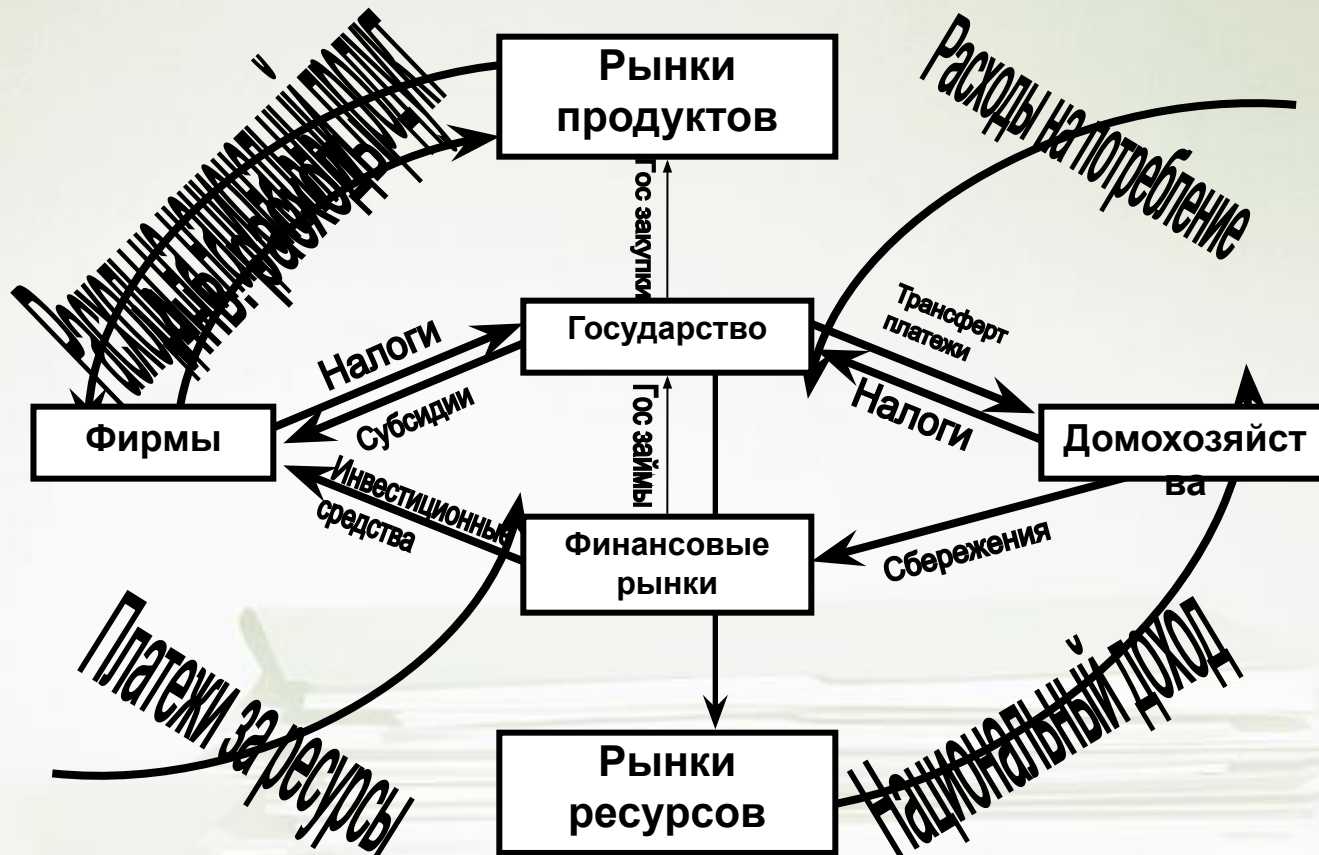 Рынки
продуктов
Расходы на потребление
Гос закупки
Государство
Трансферт
платежи
Налоги
Субсидии
Налоги
Гос займы
Фирмы
Домохозяйст
ва
Инвестиционные
средства
Финансовые
рынки
Сбережения
Платежи за ресурсы
Национальный доход
Рынки
ресурсов